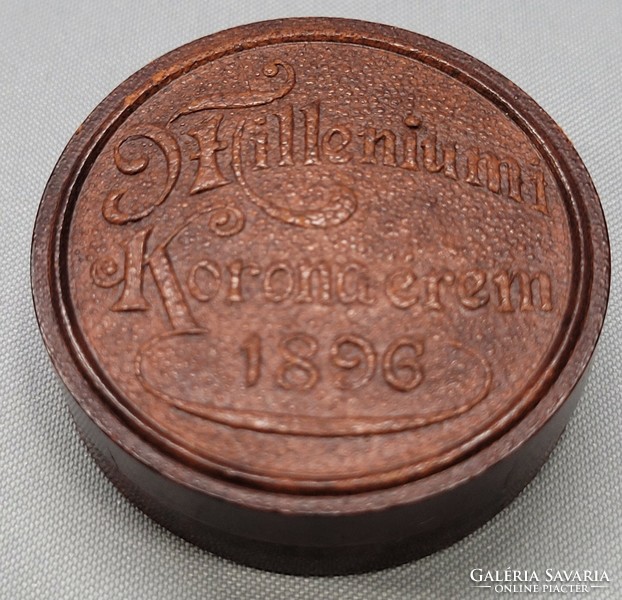 Milleniumi
Korona érem
1896
GALÉRIA SAVARIA
ONLINE PIACTÉR